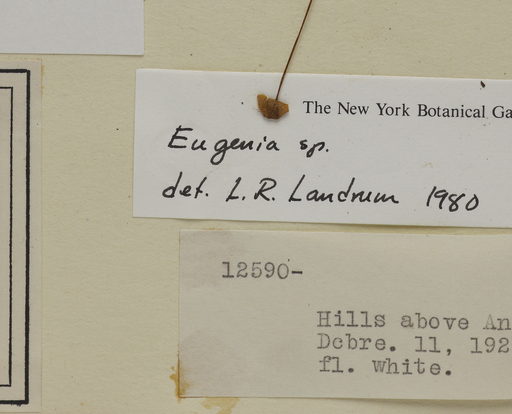 The New York Botanical Ga
Eugenia sp.
det. L.R. Landrum 1980
12590-
Hills above An
Dcbre. 11, 192
fl. white.